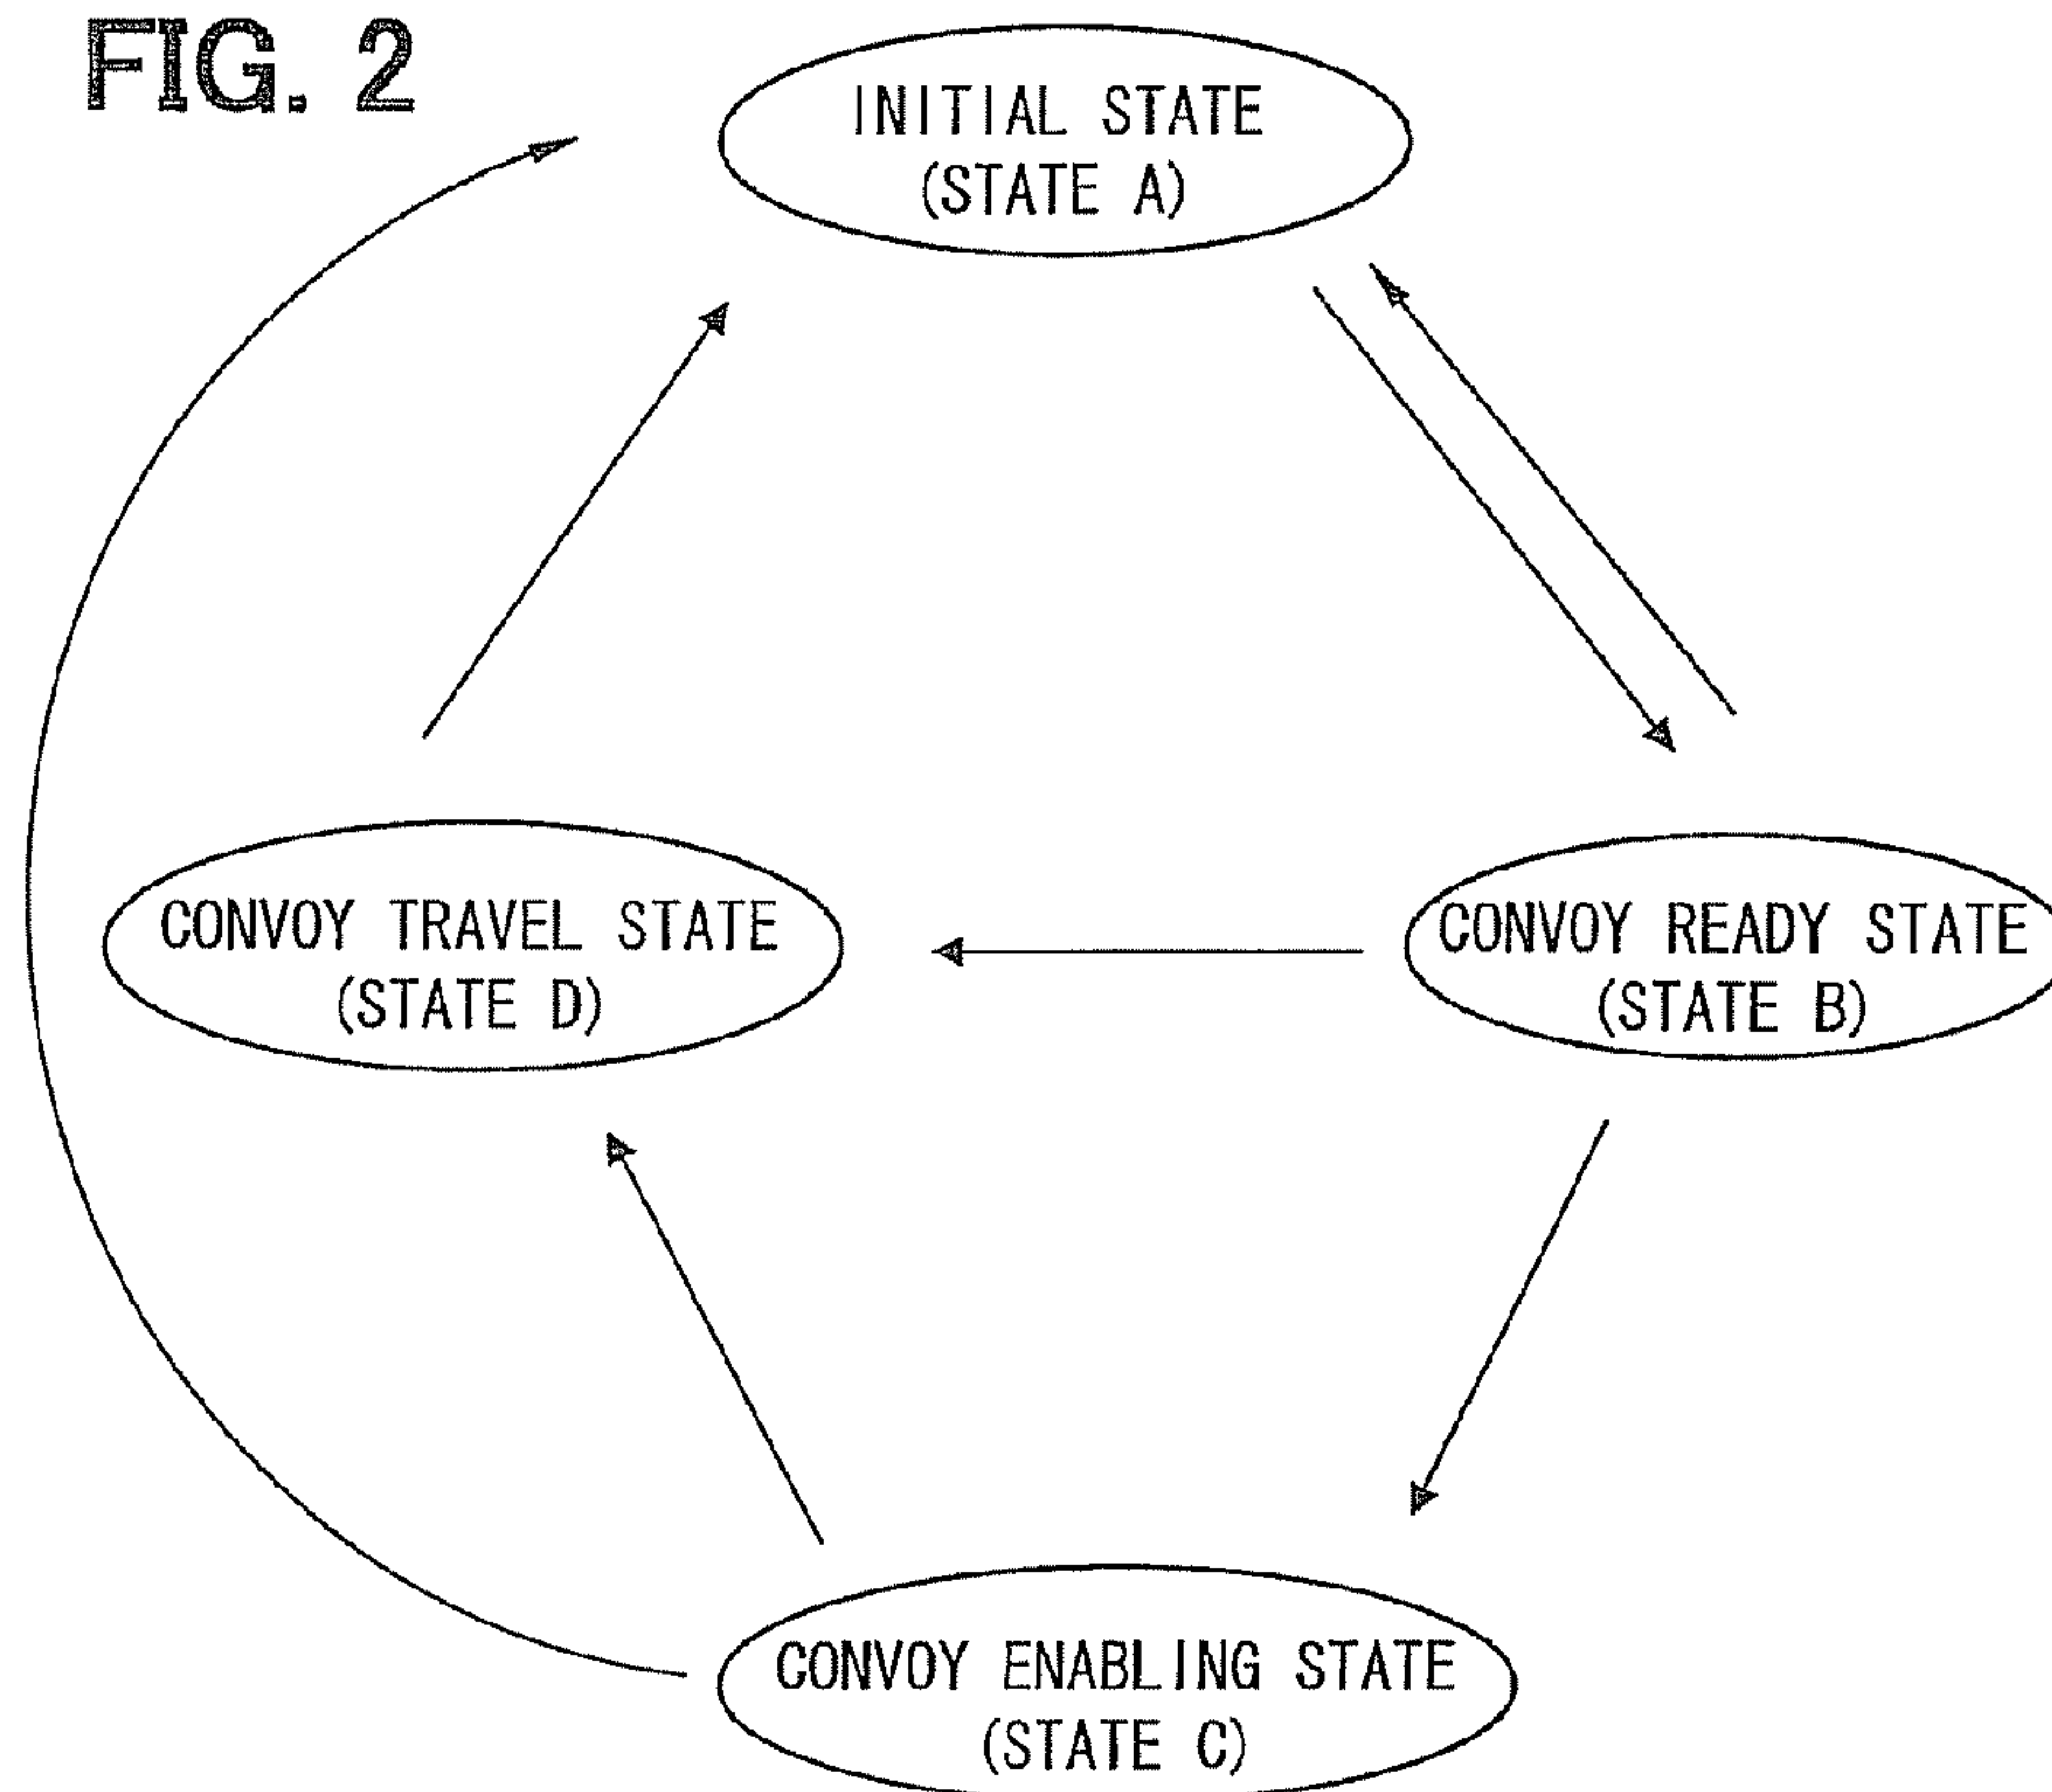 FIG. 2
INITIAL STATE
(STATE A)
CONVOY TRAVEL STATE
(STATE D)
CONVOY READY STATE
(STATE B)
CONVOY ENABLING STATE
(STATE C)